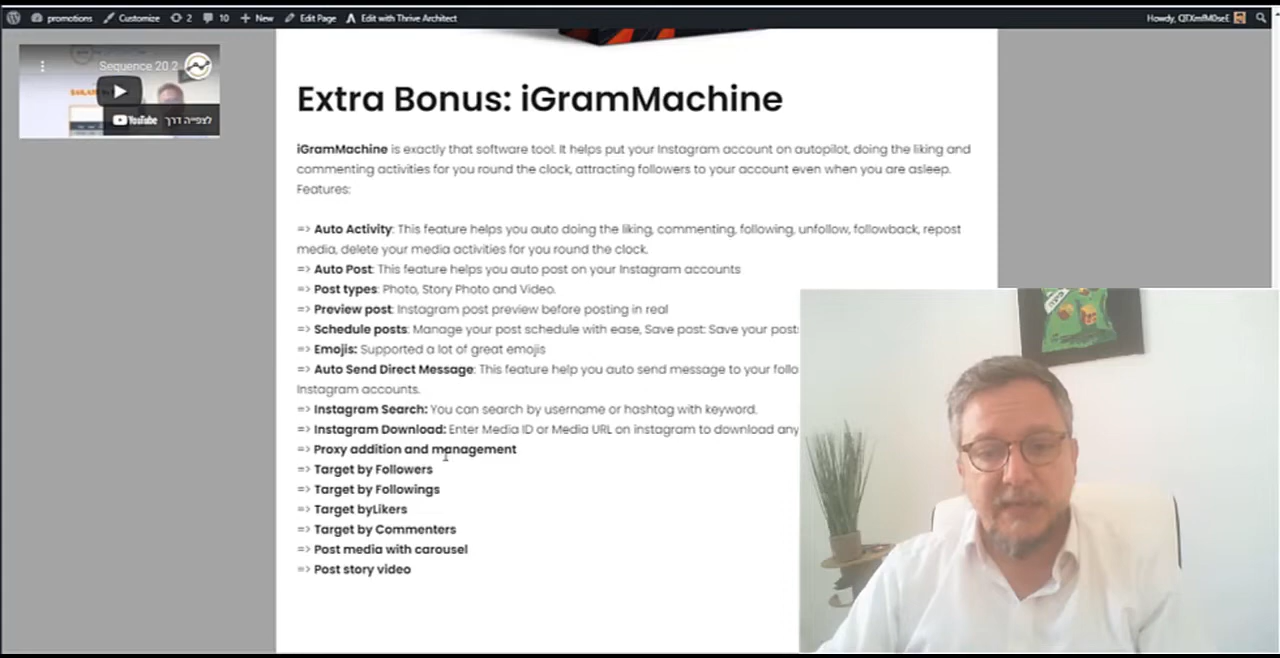 promotions Customize 2 10 New Edit Page Edit with Thrive Architect Howdy, QTXmfM0seE
Sequence 20 2
YouTube לצפייה דרך
Extra Bonus: iGramMachine
iGramMachine is exactly that software tool. It helps put your Instagram account on autopilot, doing the liking and
commenting activities for you round the clock, attracting followers to your account even when you are asleep.
Features:
=> Auto Activity: This feature helps you auto doing the liking, commenting, following, unfollow, followback, repost
media, delete your media activities for you round the clock.
=> Auto Post: This feature helps you auto post on your Instagram accounts
=> Post types: Photo, Story Photo and Video.
=> Preview post: Instagram post preview before posting in real
=> Schedule posts: Manage your post schedule with ease, Save post: Save your post
=> Emojis: Supported a lot of great emojis
=> Auto Send Direct Message: This feature help you auto send message to your follo
Instagram accounts.
=> Instagram Search: You can search by username or hashtag with keyword.
=> Instagram Download: Enter Media ID or Media URL on instagram to download any
=> Proxy addition and management
=> Target by Followers
=> Target by Followings
=> Target byLikers
=> Target by Commenters
=> Post media with carousel
=> Post story video